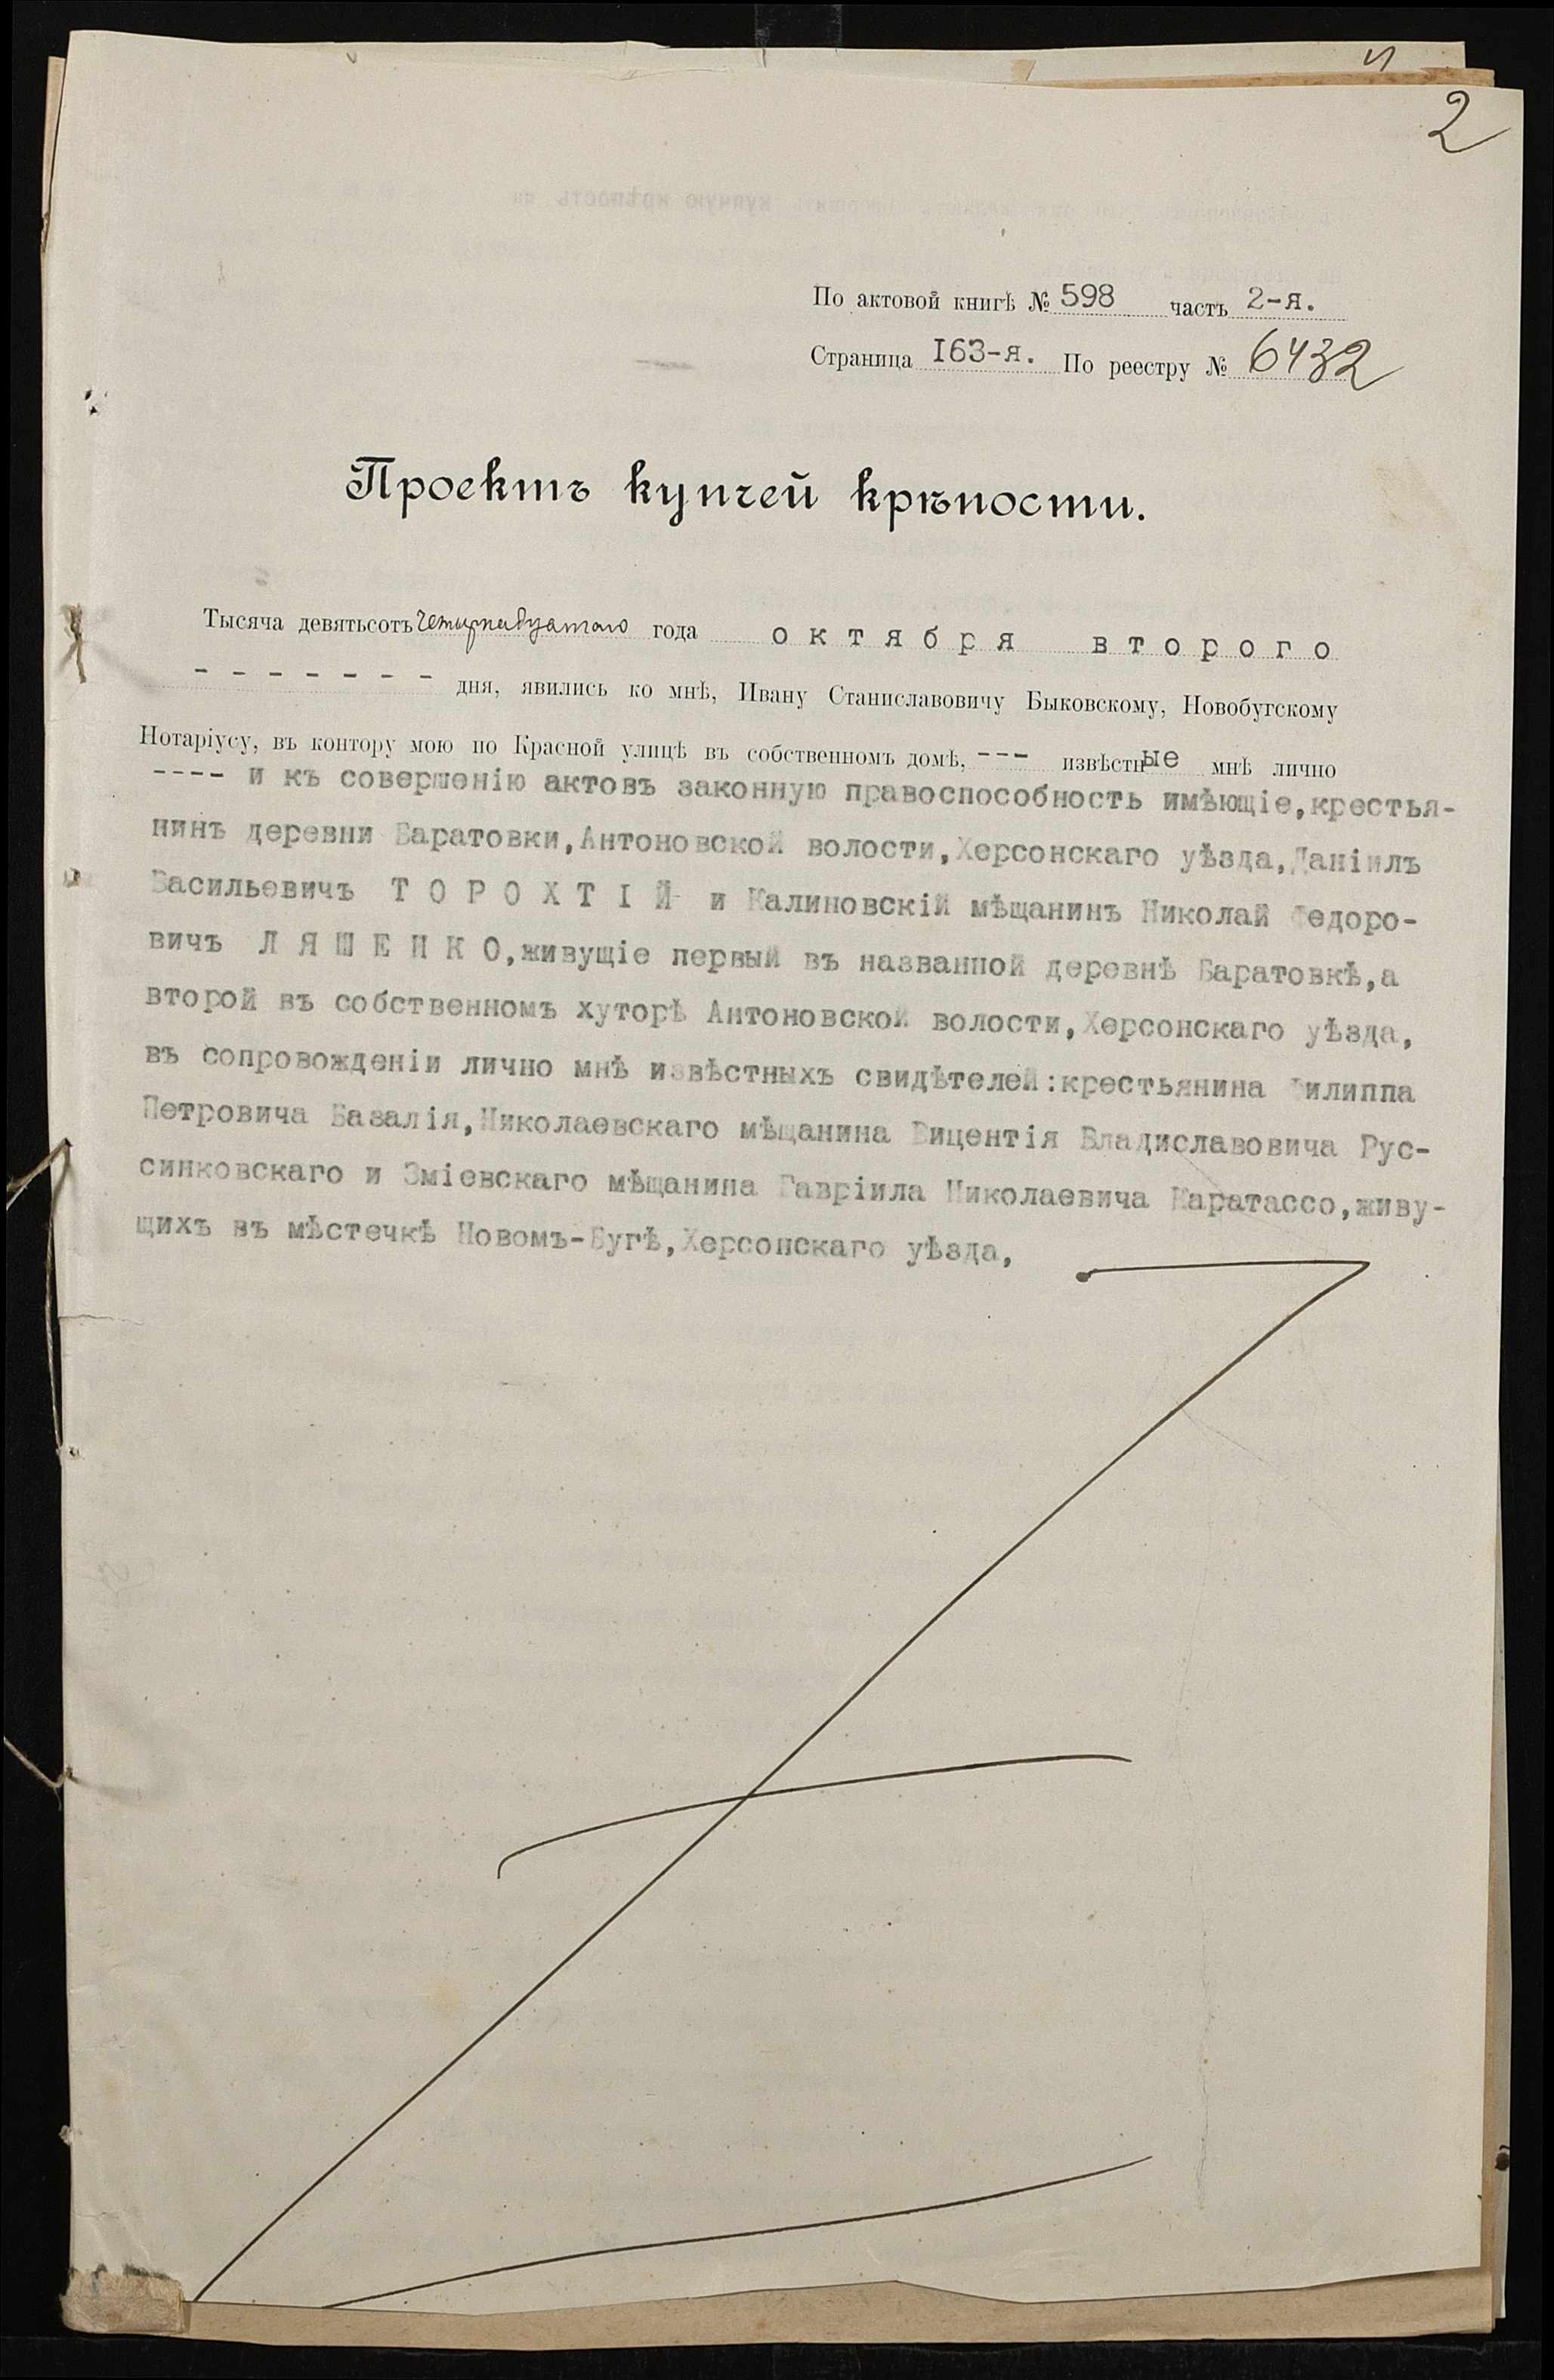 2
По актовой книгѣ № 598 часть 2-я.
Страница I63-я. По реестру № 6432
Проектъ купчей крѣпости.
Тысяча девятьсотъ четырнадцатаго года октября второго
- - - - - - - дня, явились ко мнѣ, Ивану Станиславовичу Быковскому, Новобугскому
Нотаріусу, въ контору мою по Красной улицѣ въ собственномъ домѣ, --- извѣстные мнѣ лично
---- и къ совершенію актовъ законную правоспособность имѣющіе,крестья-
нинъ деревни Баратовки,Антоновской волости,Херсонскаго уѣзда,Даніилъ
Васильевичъ Т О Р О Х Т І Й и Калиновскій мѣщанинъ Николай Федоро-
вичъ Л Я Ш Е Н К О,живущіе первый въ названной деревнѣ Баратовкѣ,а
второй въ собственномъ хуторѣ Антоновской волости,Херсонскаго уѣзда,
въ сопровожденіи лично мнѣ извѣстныхъ свидѣтелей:крестьянина Филиппа
Петровича Базалія,Николаевскаго мѣщанина Вицентія Владиславовича Рус-
синковскаго и Зміевскаго мѣщанина Гавріила Николаевича Каратассо,живу-
щихъ въ мѣстечкѣ Новомъ-Бугѣ,Херсонскаго уѣзда,